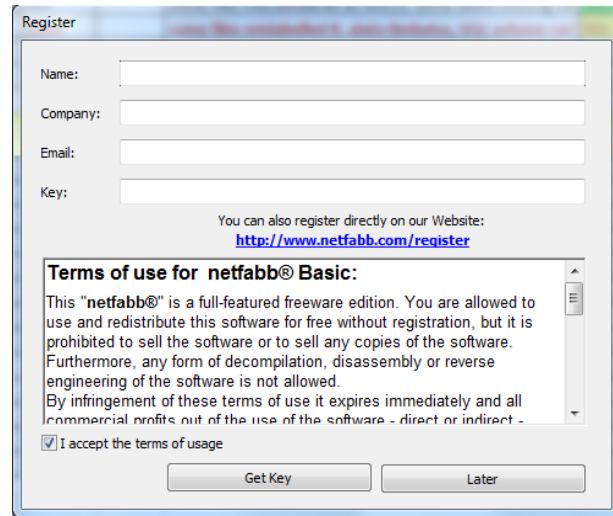 Register
Name:
Company:
Email:
Key:
You can also register directly on our Website:
http://www.netfabb.com/register
Terms of use for netfabb® Basic:
This "netfabb®" is a full-featured freeware edition. You are allowed to
use and redistribute this software for free without registration, but it is
prohibited to sell the software or to sell any copies of the software.
Furthermore, any form of decompilation, disassembly or reverse
engineering of the software is not allowed.
By infringement of these terms of use it expires immediately and all
commercial profits out of the use of the software - direct or indirect -
I accept the terms of usage
Get Key
Later